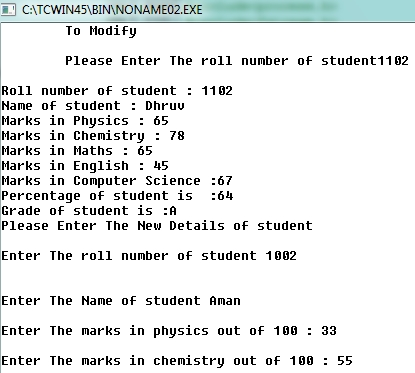 C:\TCWIN45\BIN\NONAME02.EXE
To Modify
Please Enter The roll number of student1102
Roll number of student : 1102
Name of student : Dhruv
Marks in Physics : 65
Marks in Chemistry : 78
Marks in Maths : 65
Marks in English : 45
Marks in Computer Science :67
Percentage of student is  :64
Grade of student is :A
Please Enter The New Details of student
Enter The roll number of student 1002
Enter The Name of student Aman
Enter The marks in physics out of 100 : 33
Enter The marks in chemistry out of 100 : 55